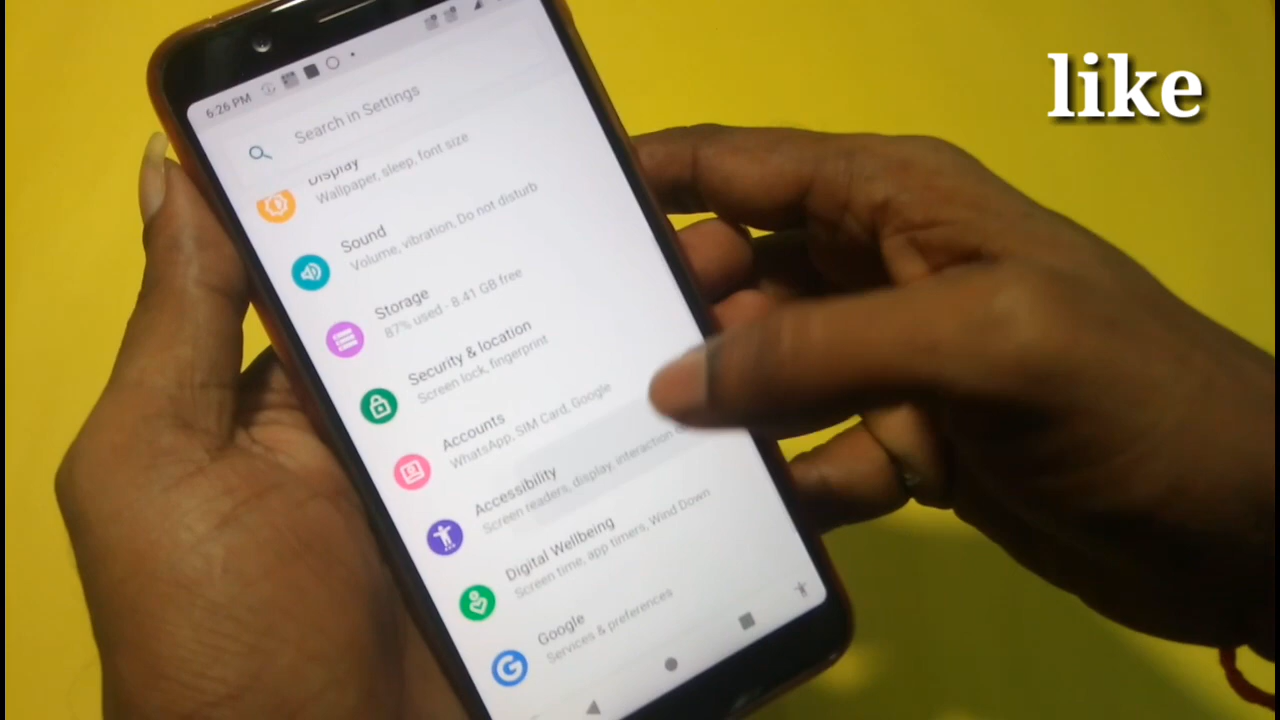 like
6:26 PM
Search in Settings
Display
Wallpaper, sleep, font size
Sound
Volume, vibration, Do not disturb
Storage
87% used - 8.41 GB free
Security & location
Screen lock, fingerprint
Accounts
WhatsApp, SIM Card, Google
Accessibility
Screen readers, display, interaction
Digital Wellbeing
Screen time, app timers, Wind Down
Google
Services & preferences